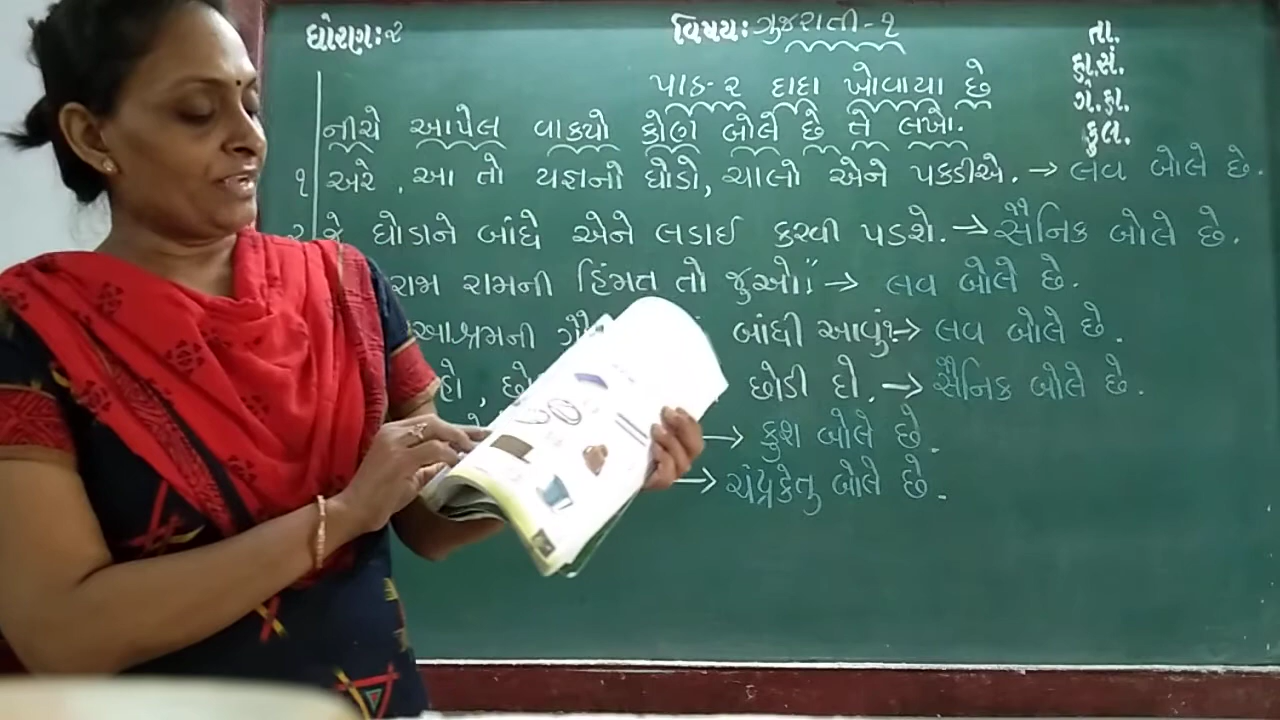 ધોરણઃ૨
વિષયઃ ગુજરાતી-૧
તા.
હા.સં.
ગે.હા.
કુલ.
પાઠ-૨ દાદા ખોવાયા છે
નીચે આપેલ વાક્યો કોણ બોલે છે તે લખો.
૧ અરે , આ તો યજ્ઞનો ઘોડો, ચાલો એને પકડીએ. → લવ બોલે છે.
ઘોડાને બાંધે એને લડાઈ કરવી પડશે. → સૈનિક બોલે છે.
રામ રામની હિંમત તો જુઓ!" → લવ બોલે છે.
આશ્રમની બાંધી આવું? → લવ બોલે છે.
છોડી દો. → સૈનિક બોલે છે.
→ કુશ બોલે છે.
→ ચંદ્રકેતુ બોલે છે.